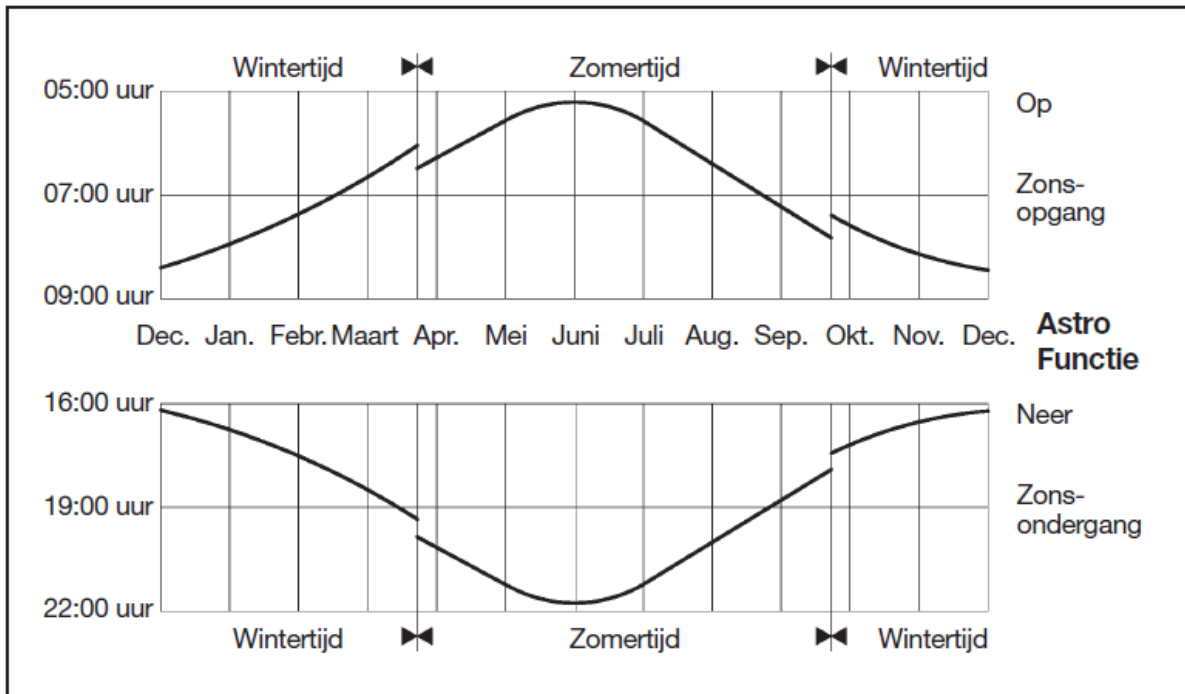 Wintertijd Zomertijd Wintertijd
05:00 uur Op
07:00 uur Zons-
opgang
09:00 uur
Dec. Jan. Febr. Maart Apr. Mei Juni Juli Aug. Sep. Okt. Nov. Dec. Astro
Functie
16:00 uur Neer
19:00 uur Zons-
ondergang
22:00 uur
Wintertijd Zomertijd Wintertijd